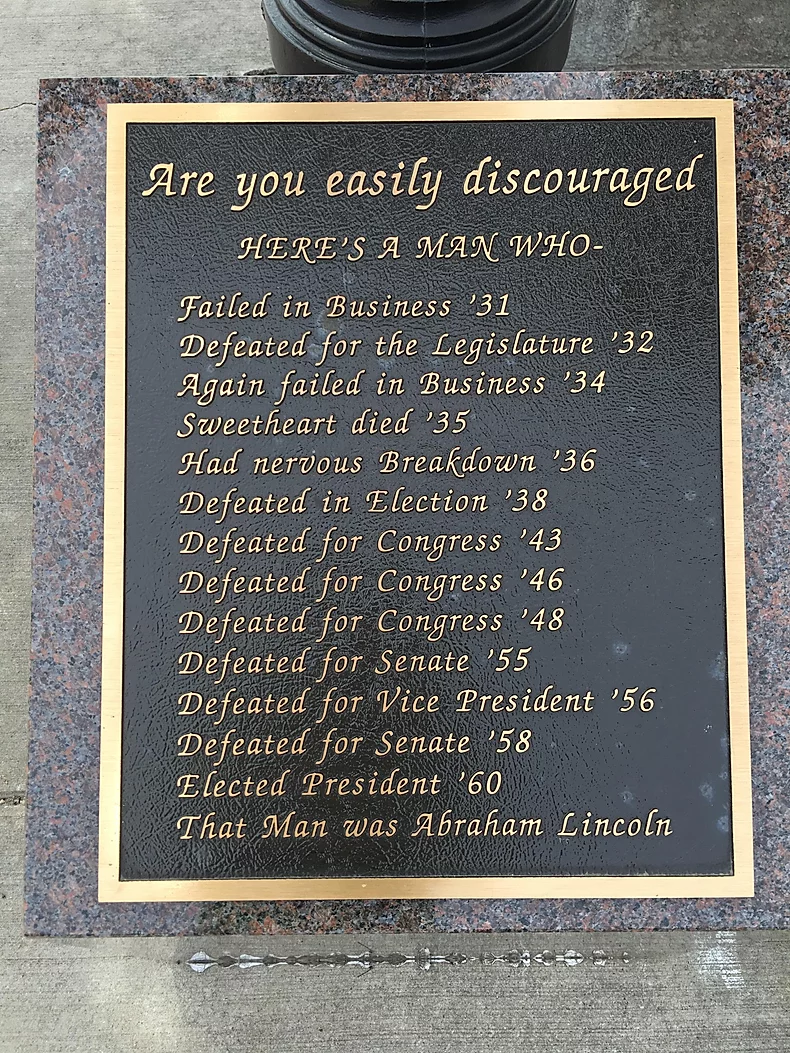 Are you easily discouraged
HERE'S A MAN WHO-
Failed in Business '31
Defeated for the Legislature '32
Again failed in Business '34
Sweetheart died '35
Had nervous Breakdown '36
Defeated in Election '38
Defeated for Congress '43
Defeated for Congress '46
Defeated for Congress '48
Defeated for Senate '55
Defeated for Vice President '56
Defeated for Senate '58
Elected President '60
That Man was Abraham Lincoln